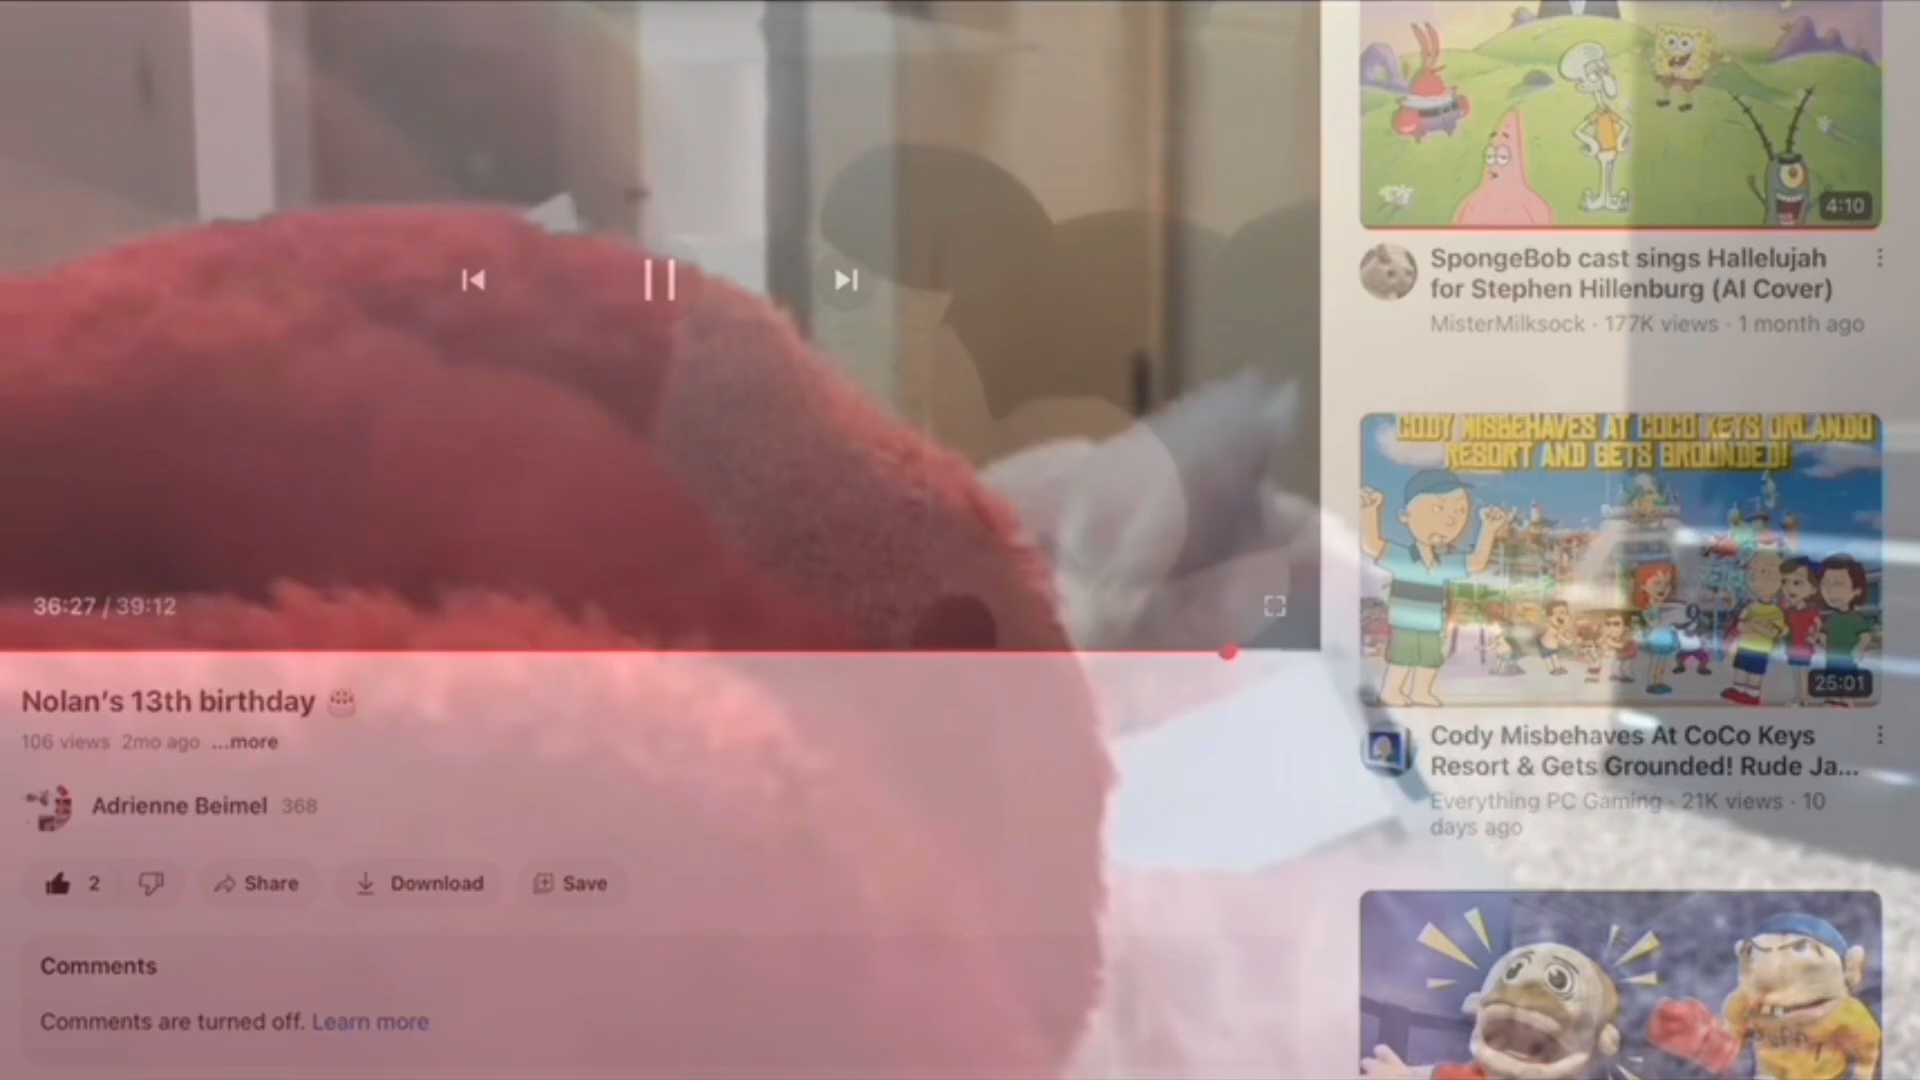 36:27 / 39:12
Nolan's 13th birthday
106 views 2mo ago ...more
Adrienne Beimel 368
2
Share
Download
Save
Comments
Comments are turned off. Learn more
4:10
SpongeBob cast sings Hallelujah
for Stephen Hillenburg (AI Cover)
MisterMilksock · 177K views · 1 month ago
CODY MISBEHAVES AT COCO KEYS ORLANDO
RESORT AND GETS GROUNDED!
25:01
Cody Misbehaves At CoCo Keys
Resort & Gets Grounded! Rude Ja...
Everything PC Gaming · 21K views · 10
days ago